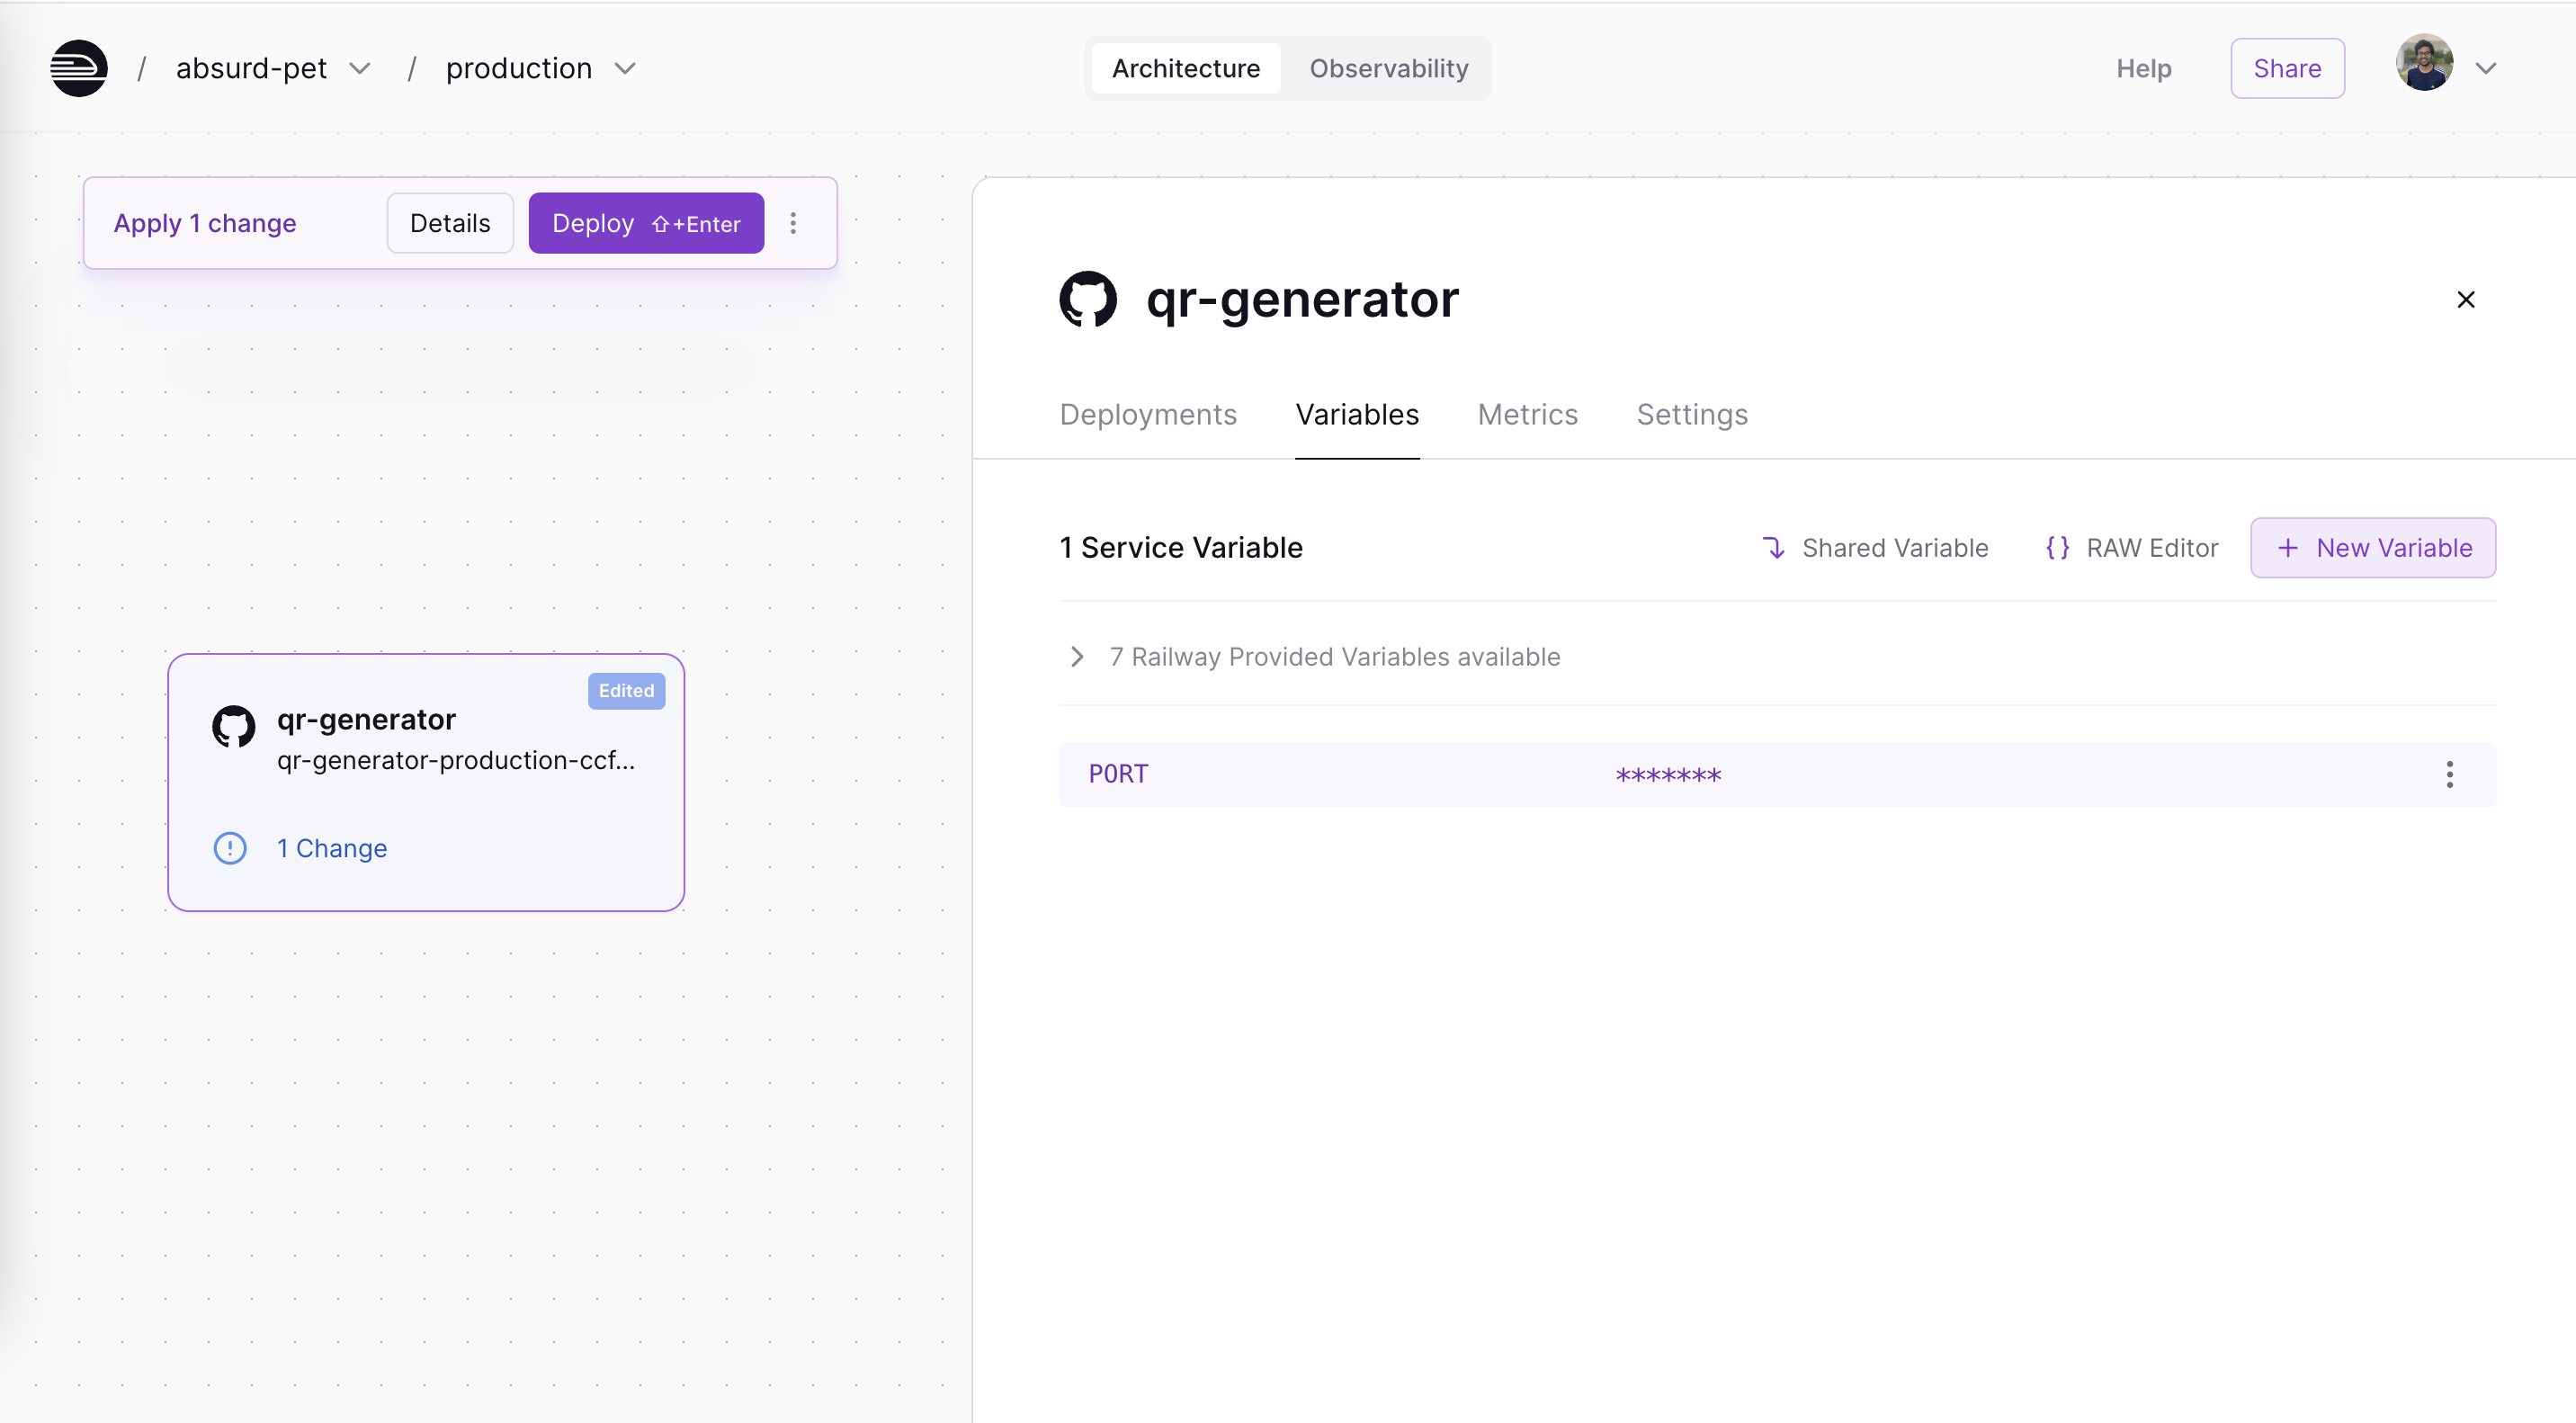 / absurd-pet / production
Architecture Observability
Help Share
Apply 1 change Details Deploy ⇧+Enter
qr-generator
Deployments Variables Metrics Settings
1 Service Variable Shared Variable {} RAW Editor + New Variable
7 Railway Provided Variables available
PORT *******
Edited
qr-generator
qr-generator-production-ccf...
1 Change